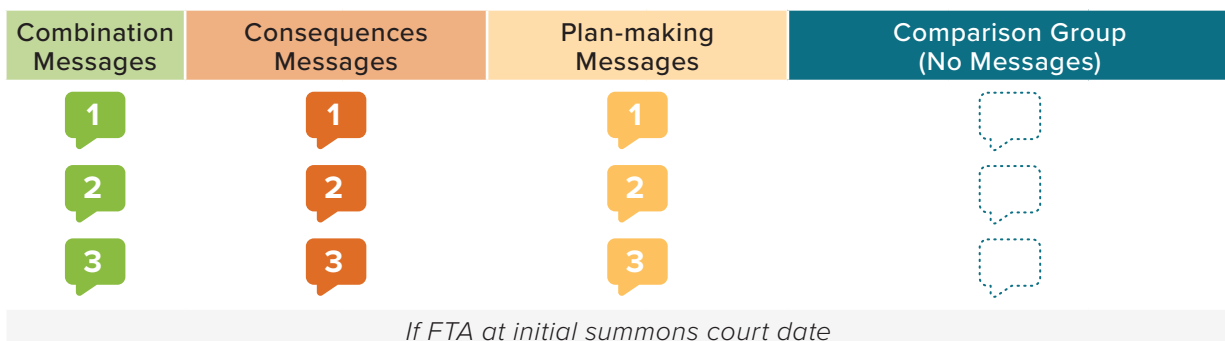 Combination Messages
Consequences Messages
Plan-making Messages
Comparison Group (No Messages)
1 1 1
2 2 2
3 3 3
If FTA at initial summons court date